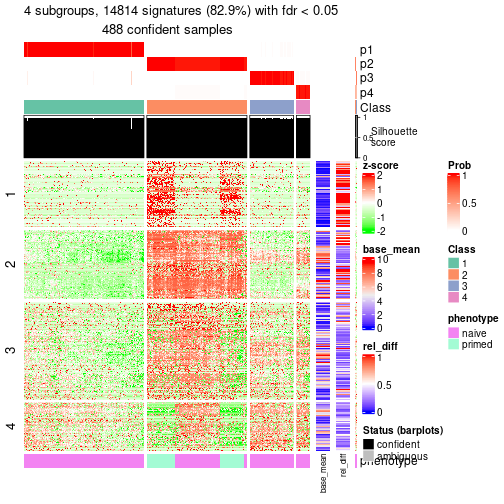 4 subgroups, 14814 signatures (82.9%) with fdr < 0.05
488 confident samples
p1
p2
p3
p4
Class
1
0.5
0
Silhouette
score
1
2
3
4
z-score
2
1
0
-1
-2
Prob
1
0.5
0
base_mean
10
8
6
4
2
0
Class
1
2
3
4
phenotype
naive
primed
rel_diff
1
0.5
0
Status (barplots)
confident
ambiguous
phenotype
base_mean
rel_diff